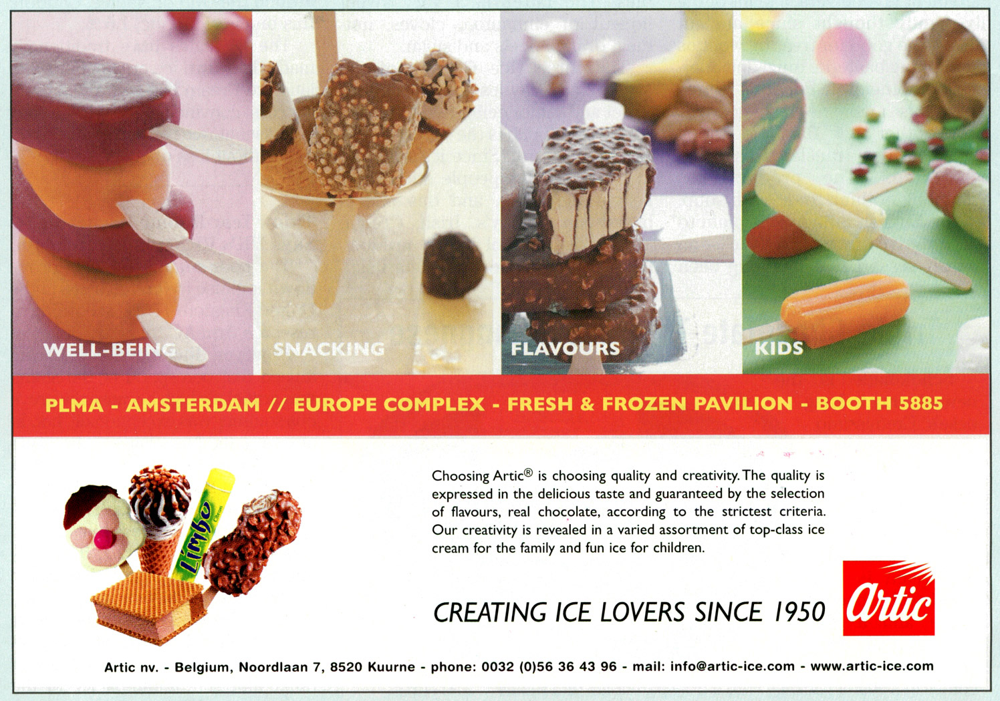 WELL-BEING
SNACKING
FLAVOURS
KIDS
PLMA - AMSTERDAM // EUROPE COMPLEX - FRESH & FROZEN PAVILION - BOOTH 5885
Limbo
Citron
Choosing Artic® is choosing quality and creativity. The quality is
expressed in the delicious taste and guaranteed by the selection
of flavours, real chocolate, according to the strictest criteria.
Our creativity is revealed in a varied assortment of top-class ice
cream for the family and fun ice for children.
CREATING ICE LOVERS SINCE 1950
Artic
Artic nv. - Belgium, Noordlaan 7, 8520 Kuurne - phone: 0032 (0)56 36 43 96 - mail: info@artic-ice.com - www.artic-ice.com